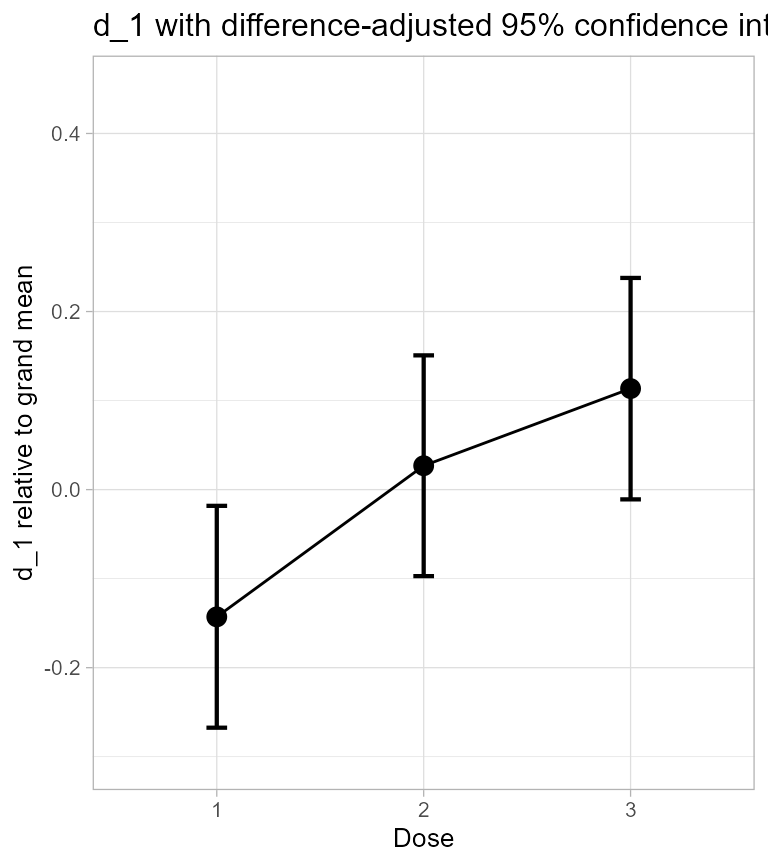 d_1 with difference-adjusted 95% confidence int
0.4
0.2
0.0
-0.2
d_1 relative to grand mean
1 2 3
Dose